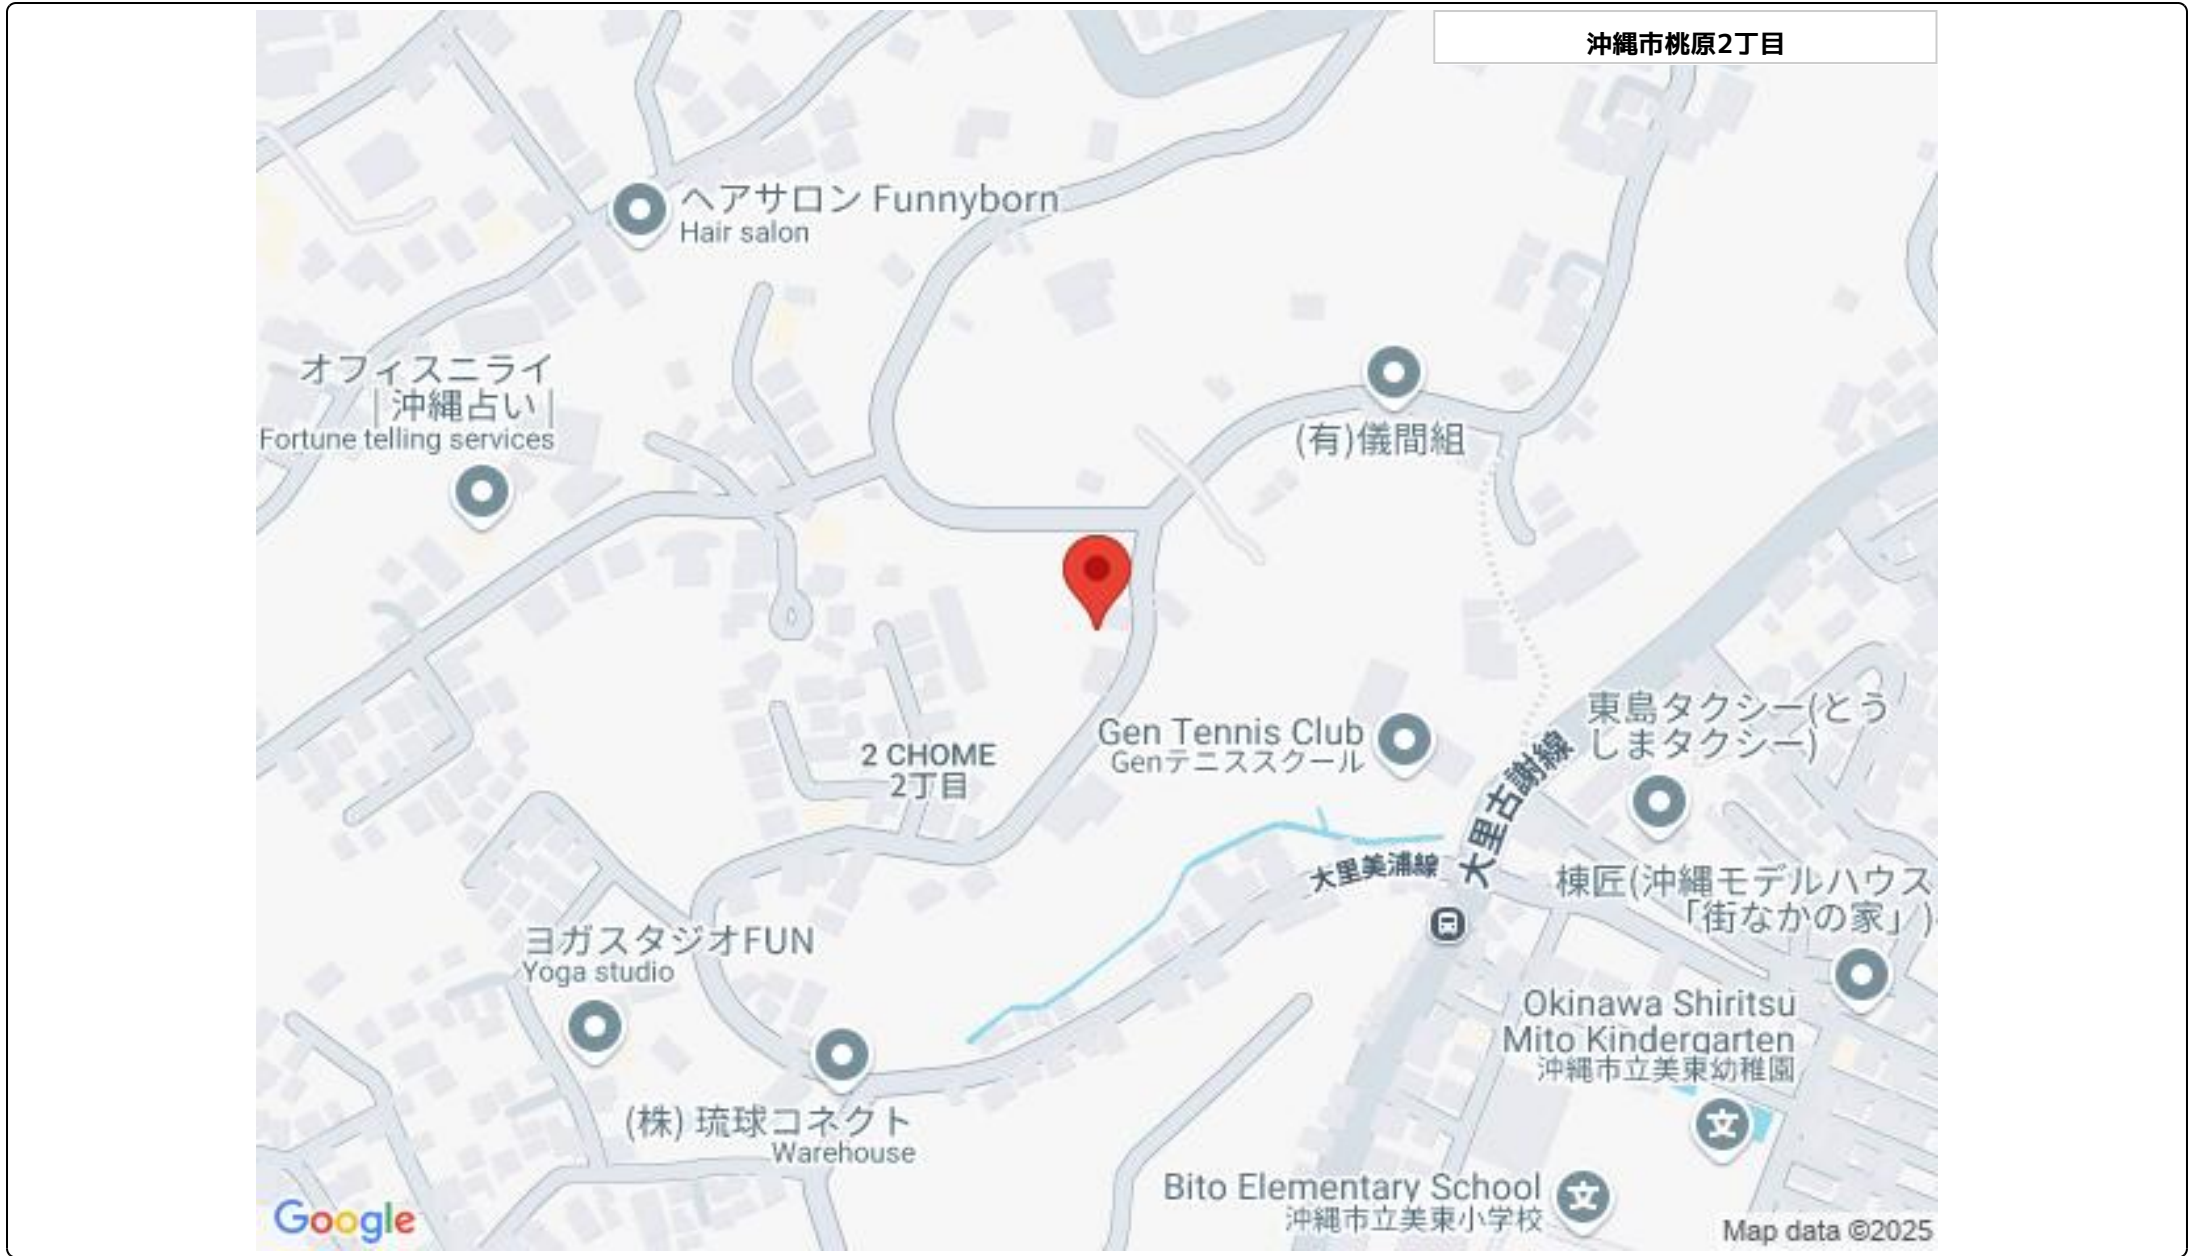 沖縄市桃原2丁目
ヘアサロン Funnyborn
Hair salon
オフィスニライ
| 沖縄占い |
Fortune telling services
(有)儀間組
東島タクシー(とう
しまタクシー)
Gen Tennis Club
Genテニススクール
2 CHOME
2丁目
大里古謝線
大里美浦線
棟匠(沖縄モデルハウス
「街なかの家」)
ヨガスタジオFUN
Yoga studio
Okinawa Shiritsu
Mito Kindergarten
沖縄市立美東幼稚園
文
(株) 琉球コネクト
Warehouse
Bito Elementary School
沖縄市立美東小学校
文
Google
Map data ©2025